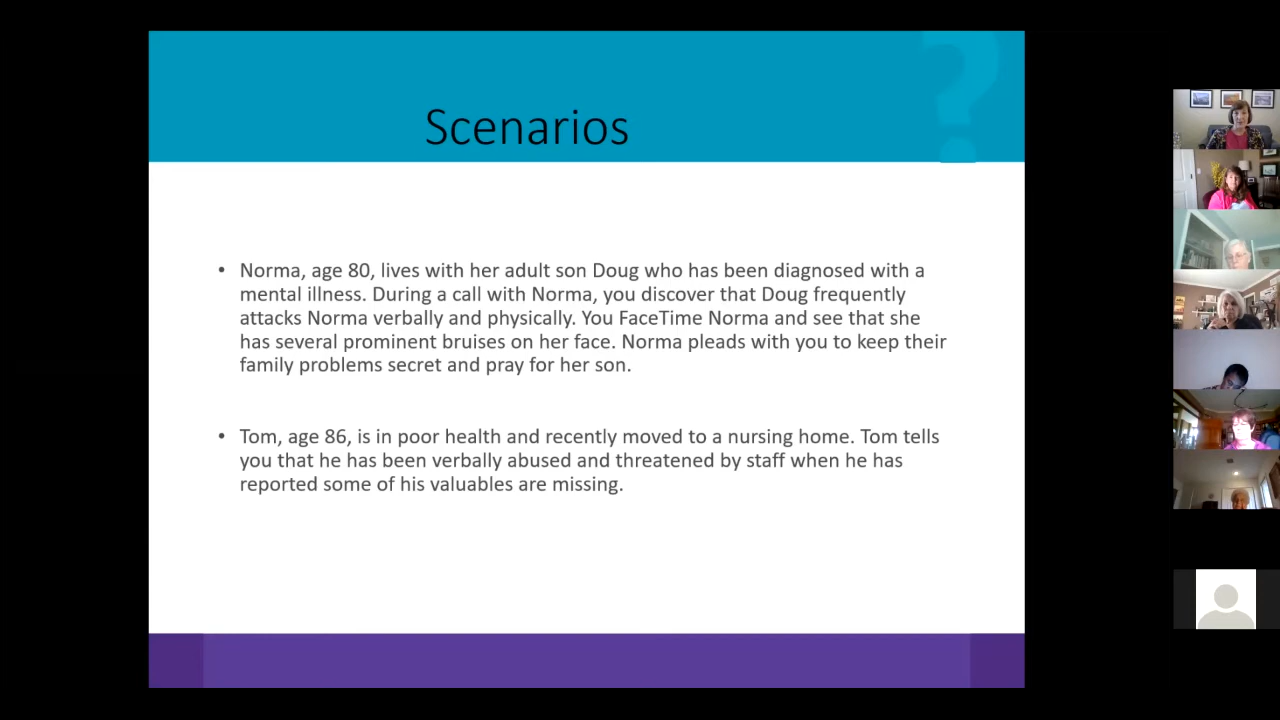 Scenarios
• Norma, age 80, lives with her adult son Doug who has been diagnosed with a
mental illness. During a call with Norma, you discover that Doug frequently
attacks Norma verbally and physically. You FaceTime Norma and see that she
has several prominent bruises on her face. Norma pleads with you to keep their
family problems secret and pray for her son.
• Tom, age 86, is in poor health and recently moved to a nursing home. Tom tells
you that he has been verbally abused and threatened by staff when he has
reported some of his valuables are missing.